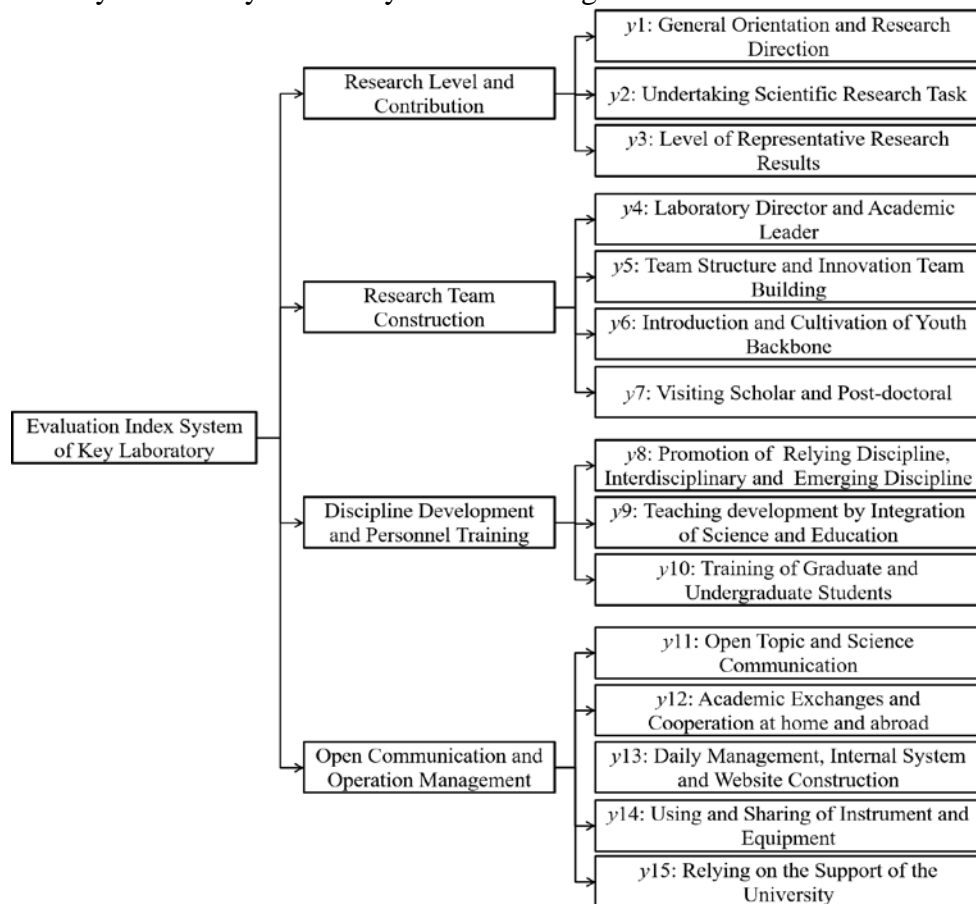 y1: General Orientation and Research
Direction
Research Level and
Contribution
y2: Undertaking Scientific Research Task
y3: Level of Representative Research
Results
y4: Laboratory Director and Academic
Leader
y5: Team Structure and Innovation Team
Building
Research Team
Construction
y6: Introduction and Cultivation of Youth
Backbone
y7: Visiting Scholar and Post-doctoral
Evaluation Index System
of Key Laboratory
y8: Promotion of Relying Discipline,
Interdisciplinary and Emerging Discipline
Discipline Development
and Personnel Training
y9: Teaching development by Integration
of Science and Education
y10: Training of Graduate and
Undergraduate Students
y11: Open Topic and Science
Communication
y12: Academic Exchanges and
Cooperation at home and abroad
Open Communication and
Operation Management
y13: Daily Management, Internal System
and Website Construction
y14: Using and Sharing of Instrument and
Equipment
y15: Relying on the Support of the
University